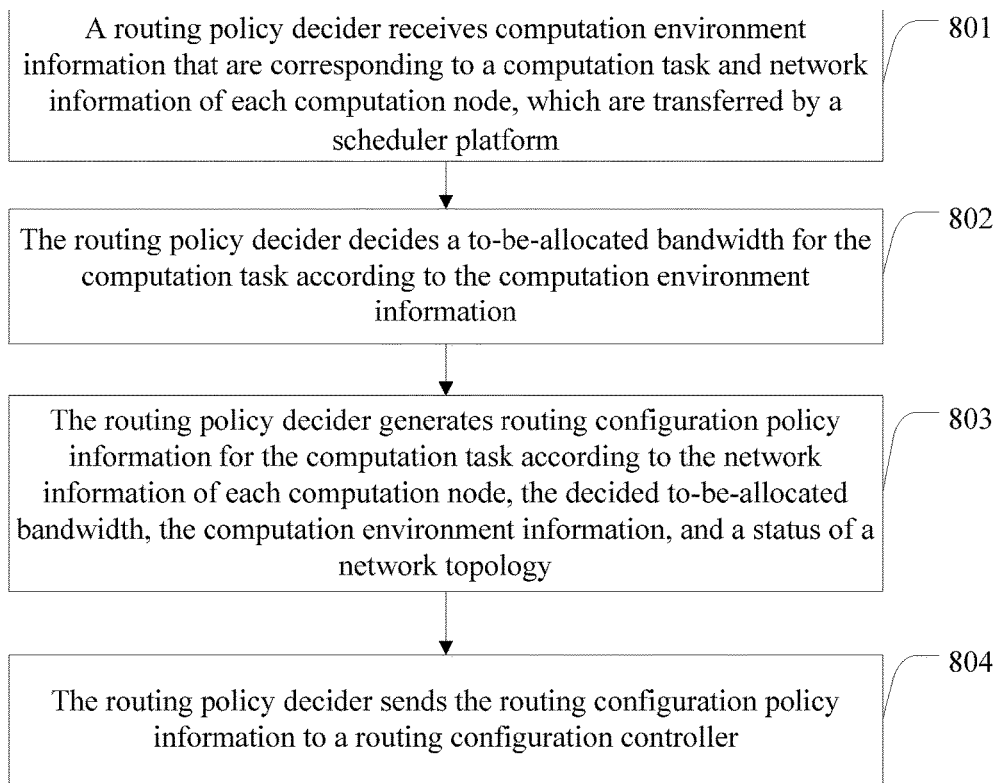 A routing policy decider receives computation environment
information that are corresponding to a computation task and network
information of each computation node, which are transferred by a
scheduler platform
801
The routing policy decider decides a to-be-allocated bandwidth for the
computation task according to the computation environment
information
802
The routing policy decider generates routing configuration policy
information for the computation task according to the network
information of each computation node, the decided to-be-allocated
bandwidth, the computation environment information, and a status of a
network topology
803
The routing policy decider sends the routing configuration policy
information to a routing configuration controller
804